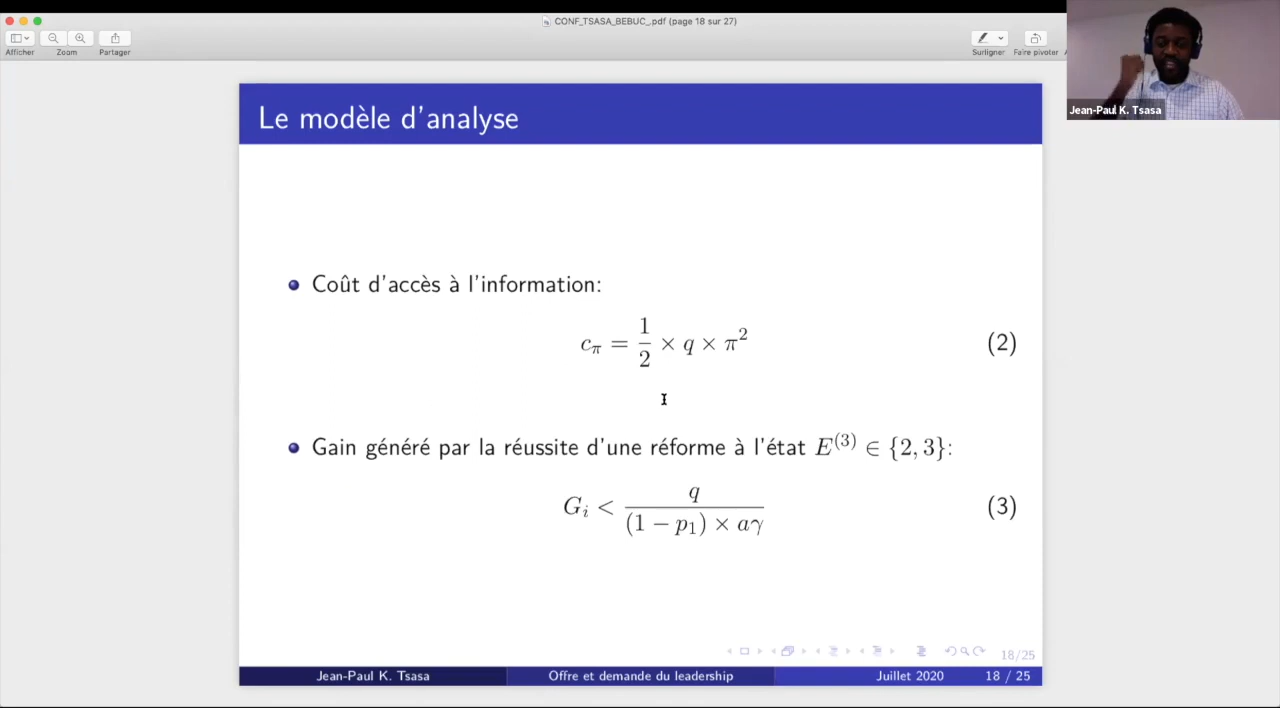 CONF_TSASA_BEBUC_.pdf (page 18 sur 27)
Afficher
Zoom
Partager
Surligner
Faire pivoter
Jean-Paul K. Tsasa
Le modèle d'analyse
Coût d'accès à l'information:
c_π = 1/2 × q × π² (2)
Gain généré par la réussite d'une réforme à l'état E⁽³⁾ ∈ {2, 3}:
G_i < q / ((1 − p₁) × aγ) (3)
18/25
Jean-Paul K. Tsasa
Offre et demande du leadership
Juillet 2020
18 / 25